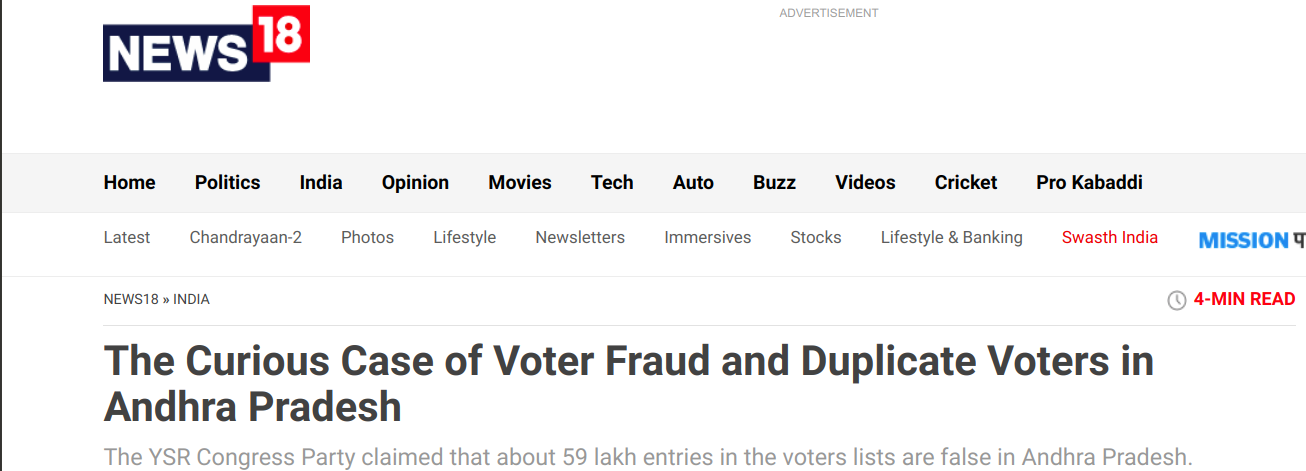 ADVERTISEMENT
NEWS 18
Home Politics India Opinion Movies Tech Auto Buzz Videos Cricket Pro Kabaddi
Latest Chandrayaan-2 Photos Lifestyle Newsletters Immersives Stocks Lifestyle & Banking Swasth India MISSION
NEWS18 » INDIA 4-MIN READ
The Curious Case of Voter Fraud and Duplicate Voters in
Andhra Pradesh
The YSR Congress Party claimed that about 59 lakh entries in the voters lists are false in Andhra Pradesh.